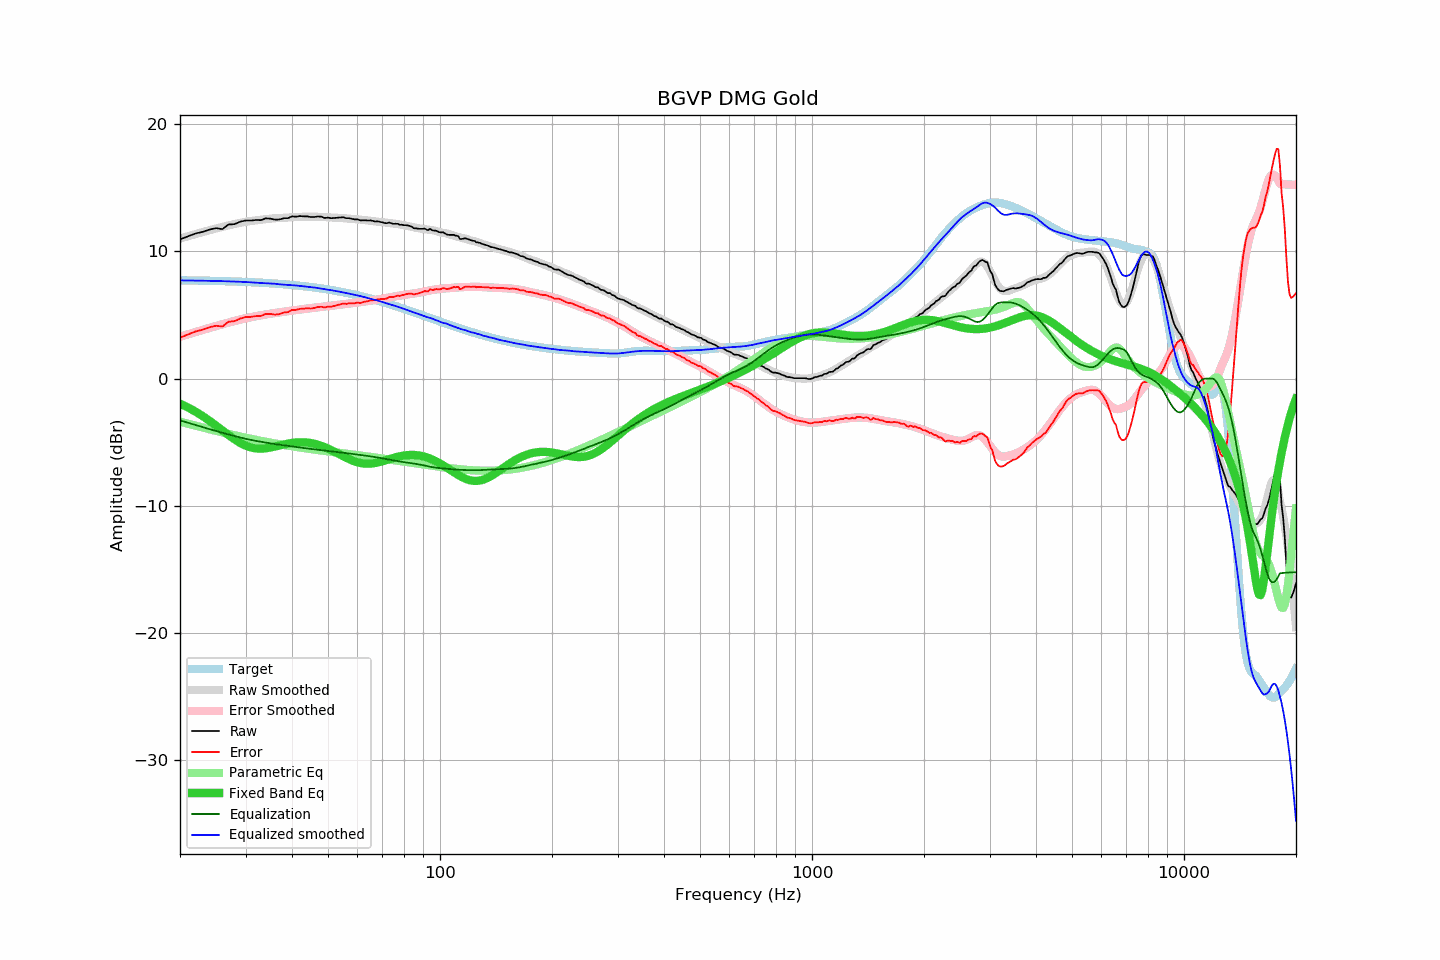 BGVP DMG Gold
20
10
0
−10
−20
−30
Amplitude (dBr)
Target
Raw Smoothed
Error Smoothed
Raw
Error
Parametric Eq
Fixed Band Eq
Equalization
Equalized smoothed
100 1000 10000
Frequency (Hz)